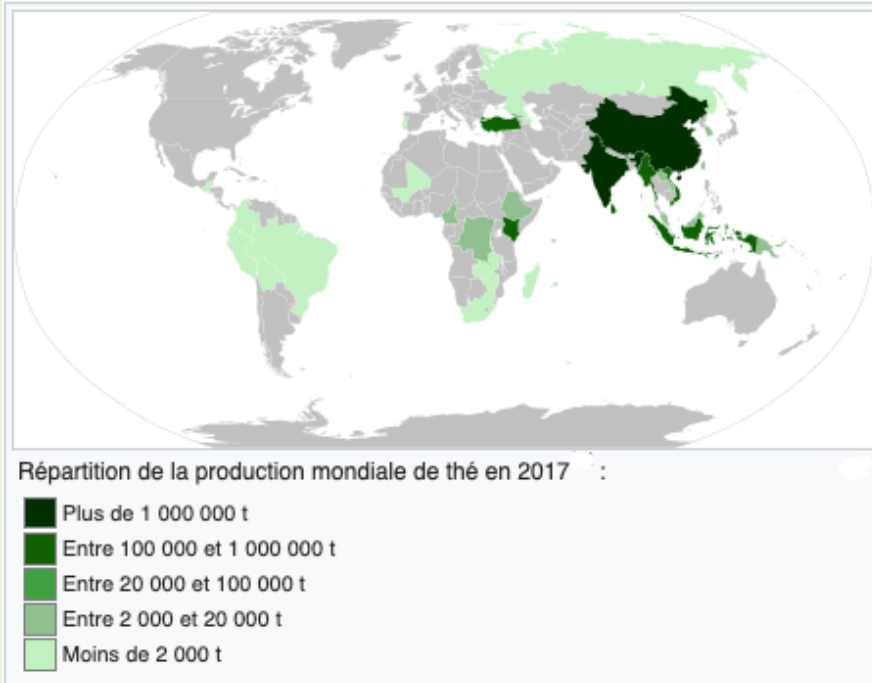 Répartition de la production mondiale de thé en 2017 :
Plus de 1 000 000 t
Entre 100 000 et 1 000 000 t
Entre 20 000 et 100 000 t
Entre 2 000 et 20 000 t
Moins de 2 000 t